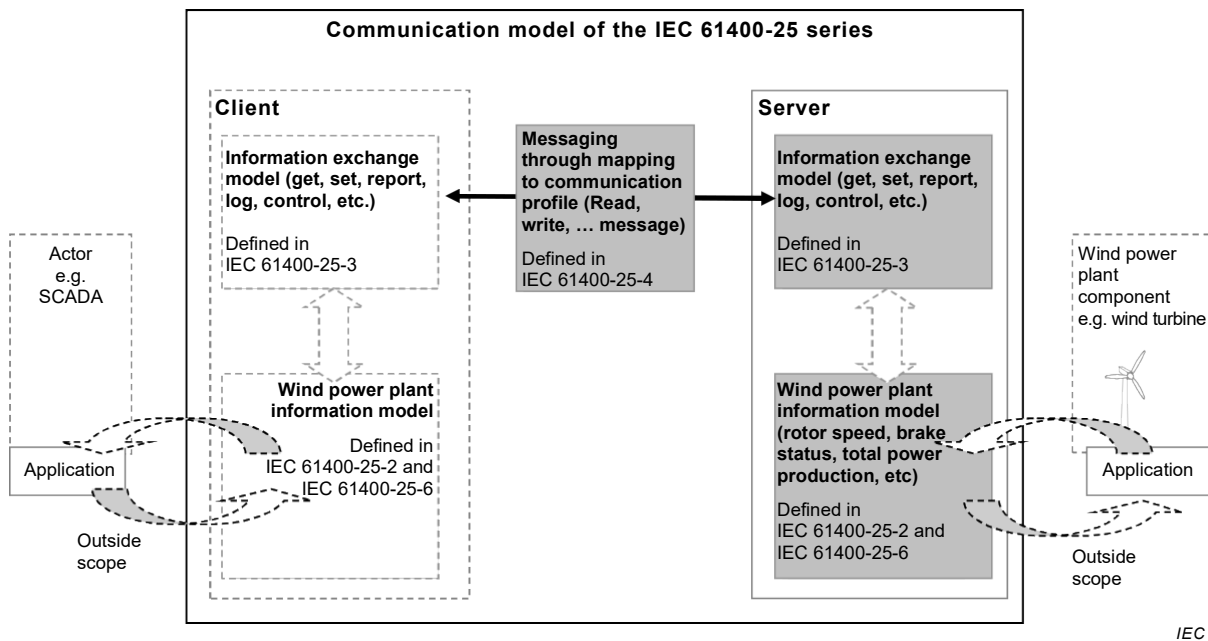 Communication model of the IEC 61400-25 series
Client
Information exchange
model (get, set, report,
log, control, etc.)
Defined in
IEC 61400-25-3
Wind power plant
information model
Defined in
IEC 61400-25-2 and
IEC 61400-25-6
Messaging
through mapping
to communication
profile (Read,
write, … message)
Defined in
IEC 61400-25-4
Server
Information exchange
model (get, set, report,
log, control, etc.)
Defined in
IEC 61400-25-3
Wind power plant
information model
(rotor speed, brake
status, total power
production, etc)
Defined in
IEC 61400-25-2 and
IEC 61400-25-6
Actor
e.g.
SCADA
Application
Outside
scope
Wind power
plant
component
e.g. wind turbine
Application
Outside
scope
IEC